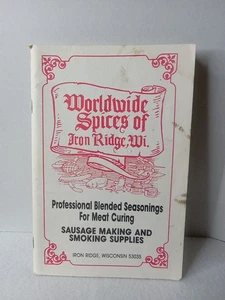 Worldwide
Spices of
Iron Ridge, Wi.
Professional Blended Seasonings
For Meat Curing
SAUSAGE MAKING AND
SMOKING SUPPLIES
IRON RIDGE, WISCONSIN 53035